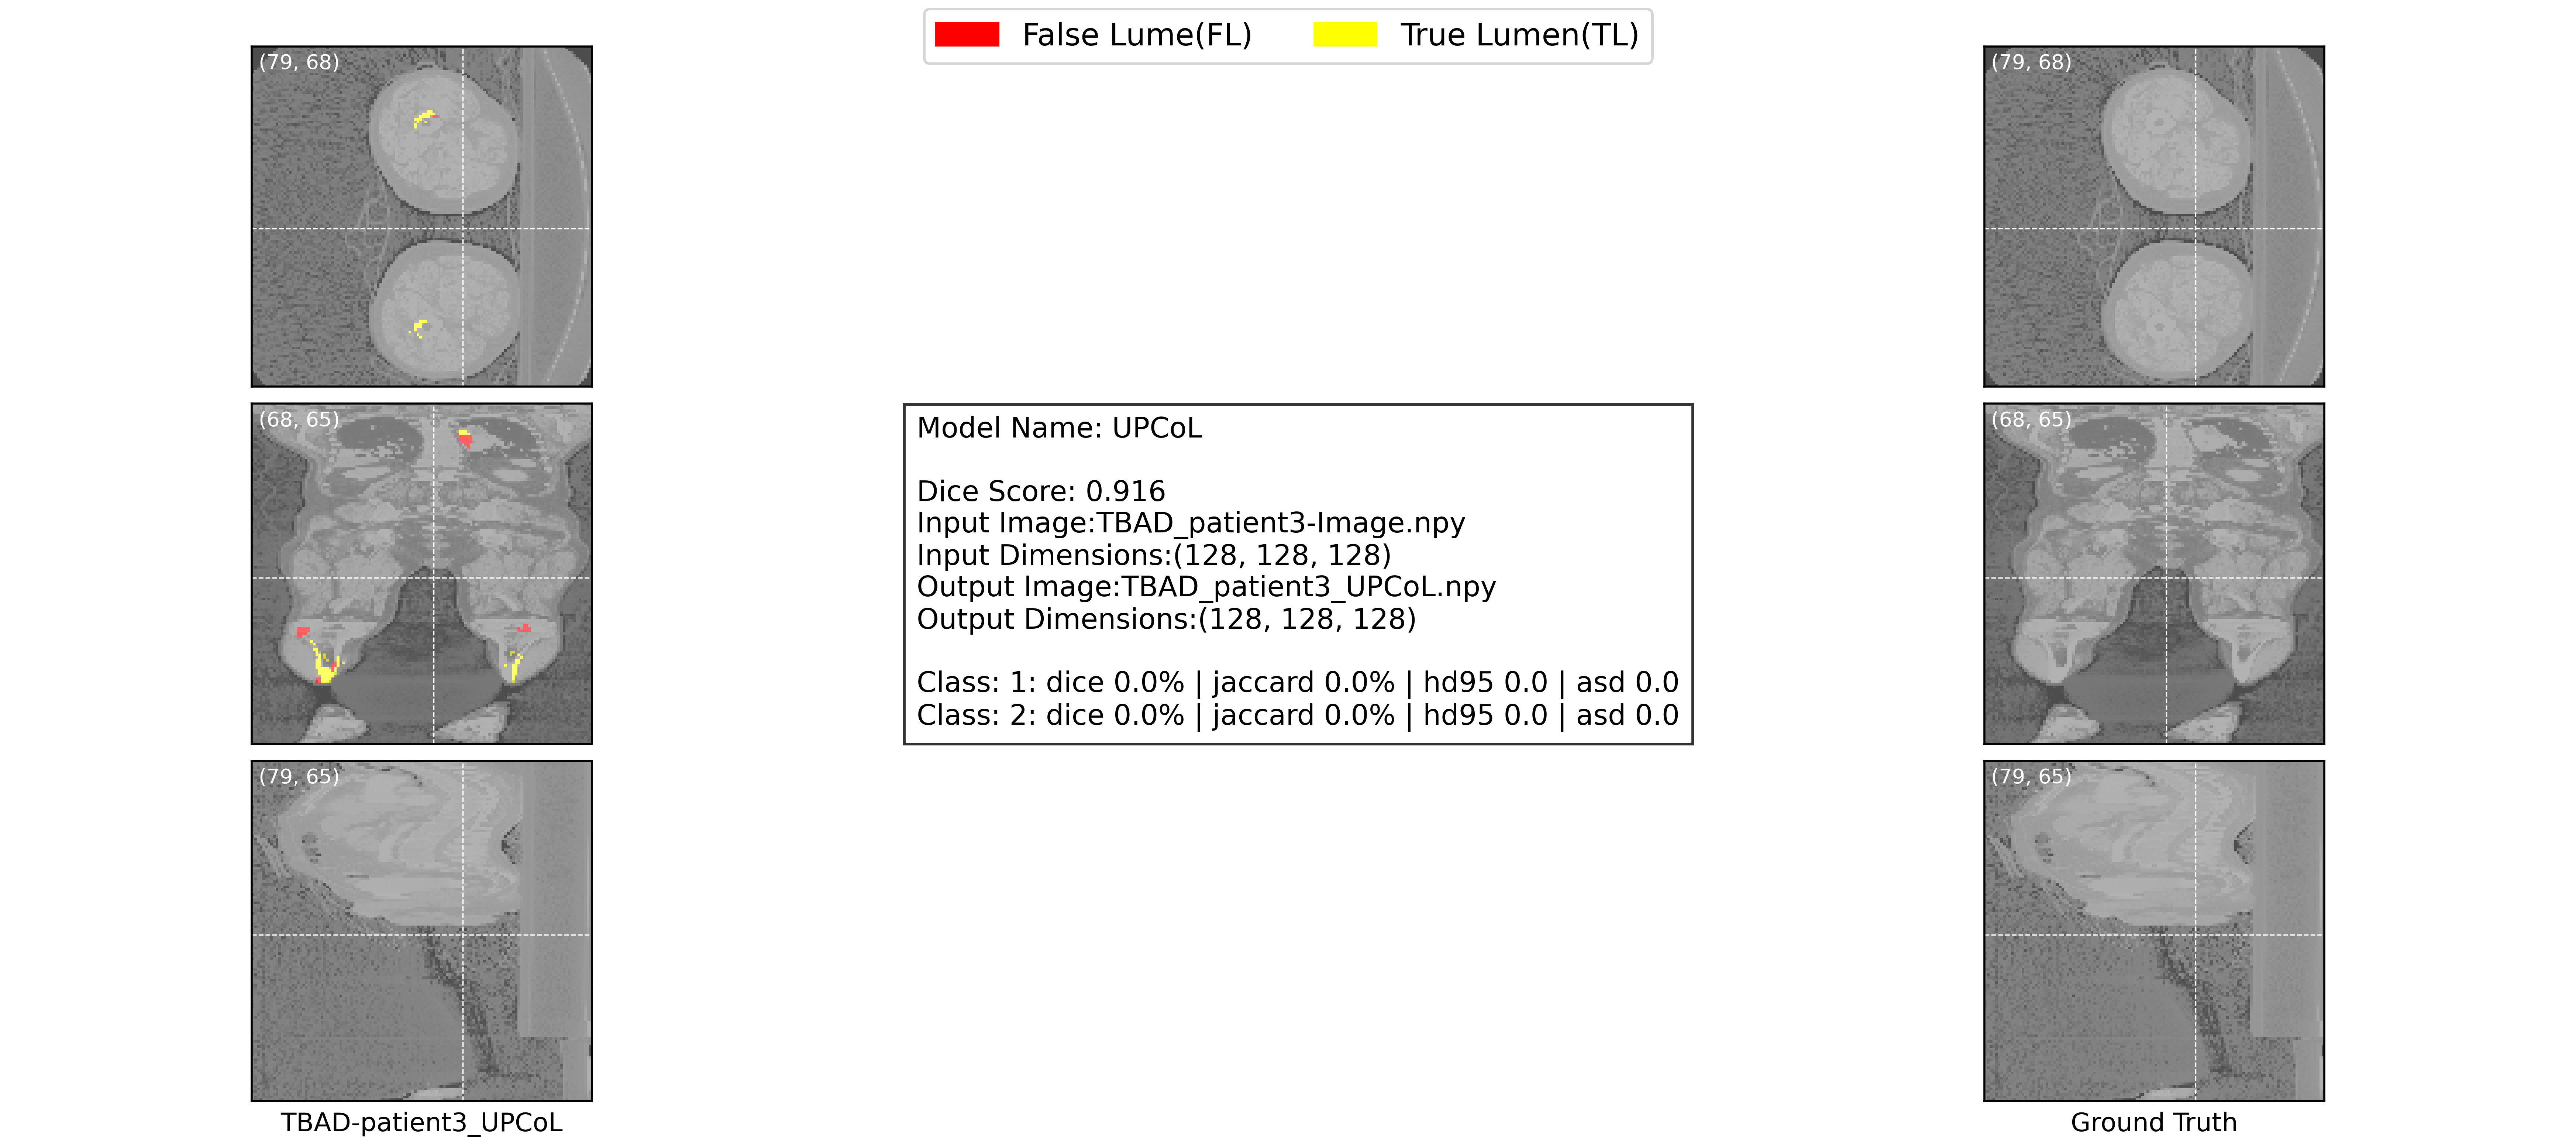 False Lume(FL)
True Lumen(TL)
(79, 68)
(79, 68)
(68, 65)
(68, 65)
Model Name: UPCoL
Dice Score: 0.916
Input Image:TBAD_patient3-Image.npy
Input Dimensions:(128, 128, 128)
Output Image:TBAD_patient3_UPCoL.npy
Output Dimensions:(128, 128, 128)
Class: 1: dice 0.0% | jaccard 0.0% | hd95 0.0 | asd 0.0
Class: 2: dice 0.0% | jaccard 0.0% | hd95 0.0 | asd 0.0
(79, 65)
(79, 65)
TBAD-patient3_UPCoL
Ground Truth